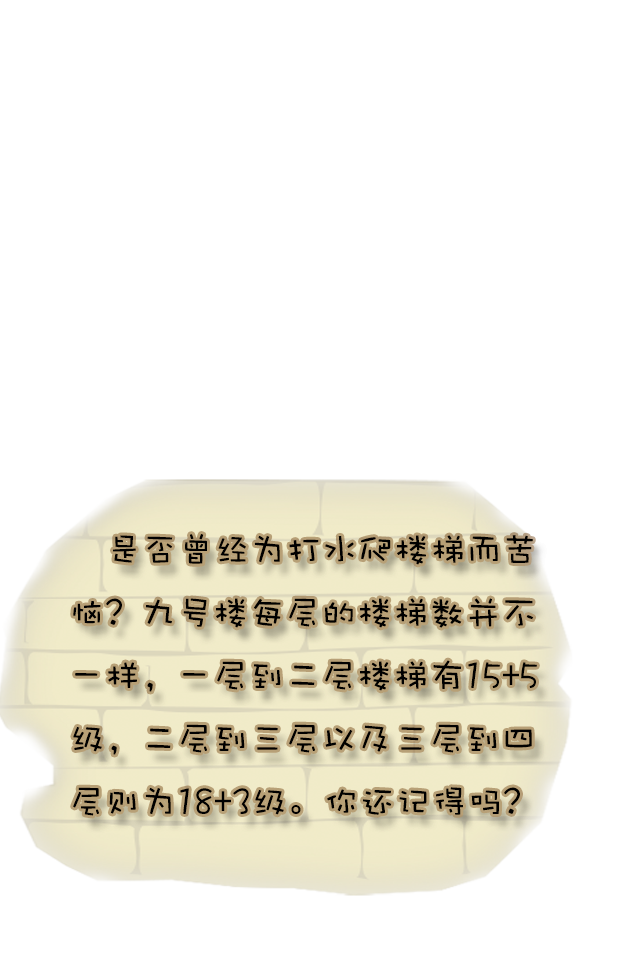 是否曾经为打水爬楼梯而苦
恼？九号楼每层的楼梯数并不
一样，一层到二层楼梯有15+5
级，二层到三层以及三层到四
层则为18+3级。你还记得吗？